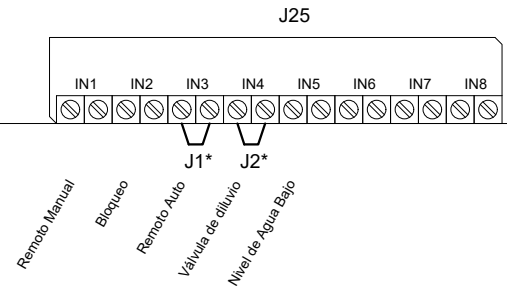 J25
IN1 IN2 IN3 IN4 IN5 IN6 IN7 IN8
J1* J2*
Remoto Manual
Bloqueo
Remoto Auto
Válvula de diluvio
Nivel de Agua Bajo